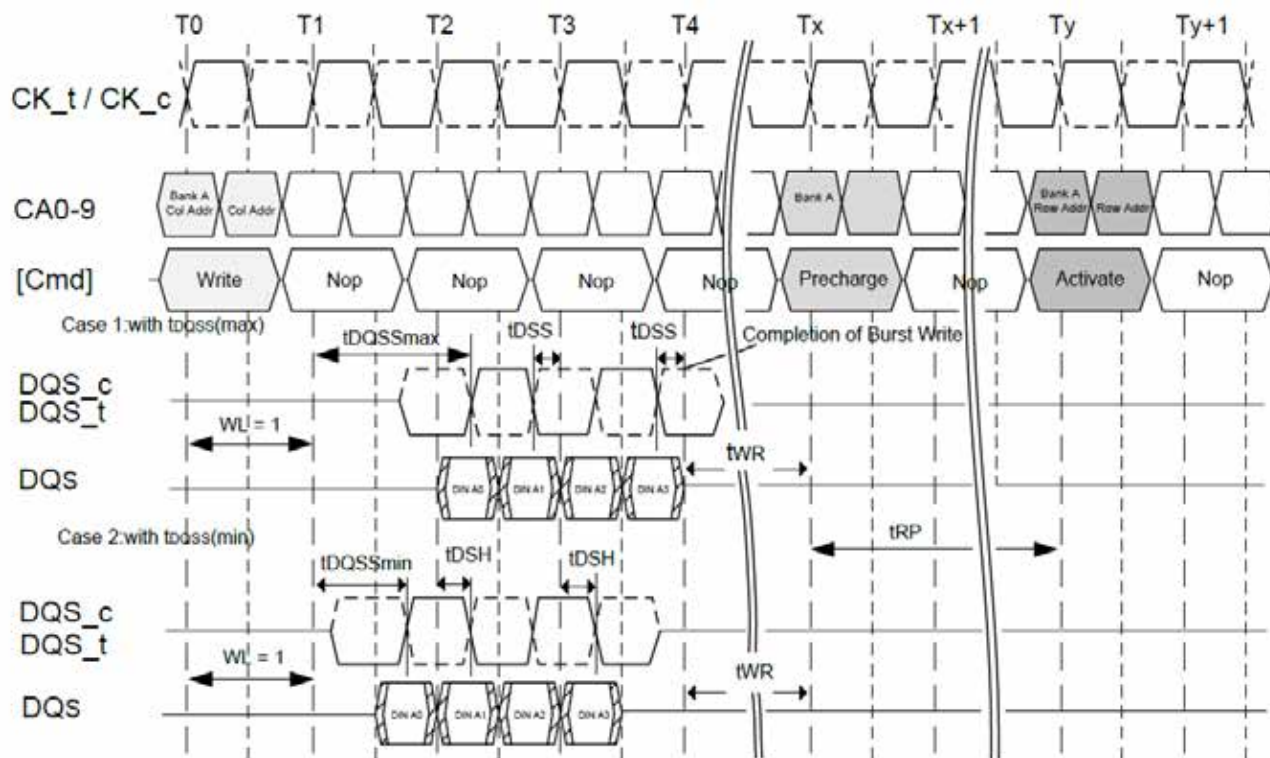 T0 T1 T2 T3 T4 Tx Tx+1 Ty Ty+1
CK_t / CK_c
CA0-9
Bank A
Col Addr
Col Addr
Bank A
Bank A
Row Addr
Row Addr
[Cmd]
Write Nop Nop Nop Nop Precharge Nop Activate Nop
Case 1:with tDQSS(max)
tDQSSmax
tDSS
tDSS
Completion of Burst Write
DQS_c
DQS_t
WL = 1
tWR
DQS
DIN A0 DIN A1 DIN A2 DIN A3
Case 2:with tDQSS(min)
tRP
tDQSSmin
tDSH
tDSH
DQS_c
DQS_t
WL = 1
tWR
DQS
DIN A0 DIN A1 DIN A2 DIN A3